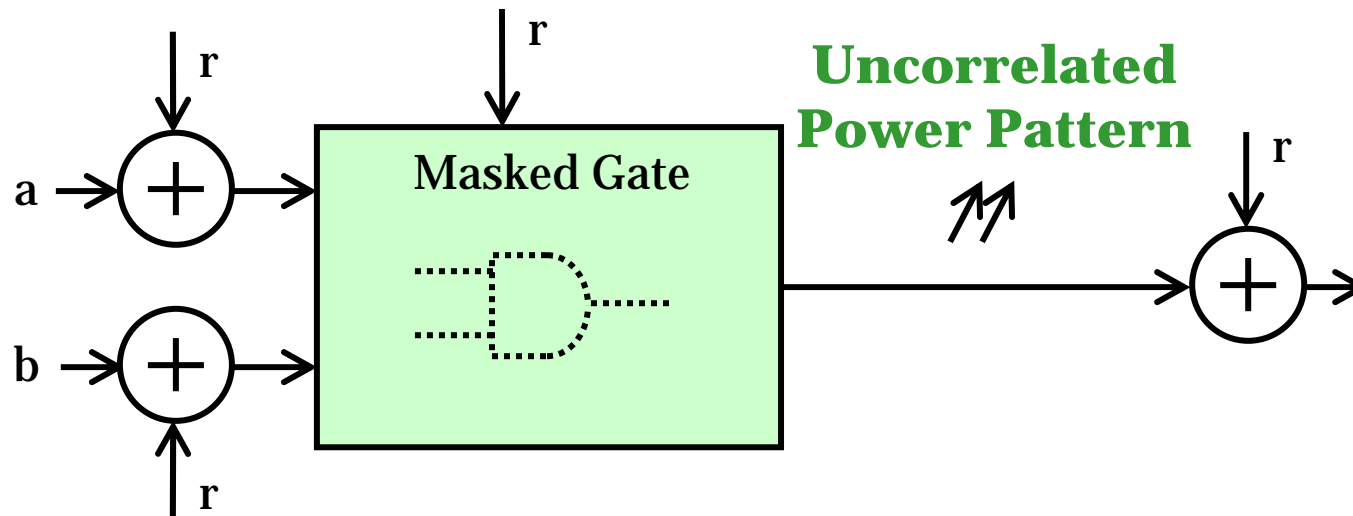 r
r
Uncorrelated
Power Pattern
r
a
Masked Gate
b
r